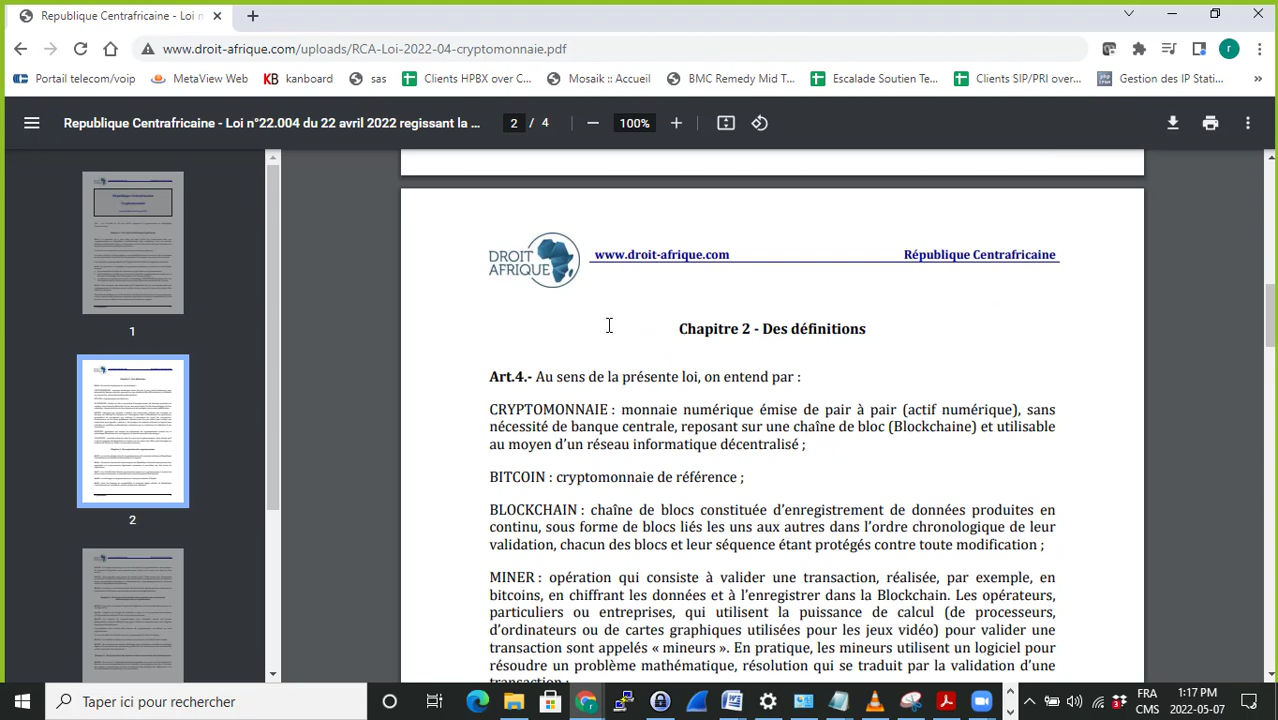 Republique Centrafricaine - Loi n
www.droit-afrique.com/uploads/RCA-Loi-2022-04-cryptomonnaie.pdf
r
Portail telecom/voip MetaView Web KB kanboard sas Clients HPBX over C... Mosaik :: Accueil BMC Remedy Mid T... Escalade Soutien Te... Clients SIP/PRI over... php Gestion des IP Stati... »
Republique Centrafricaine - Loi n°22.004 du 22 avril 2022 regissant la ... 2 / 4 100%
DROIT
AFRIQUE
www.droit-afrique.com République Centrafricaine
1
2
Chapitre 2 - Des définitions
Art.4.- Au sens de la présente loi, on entend par :
CRYPTOMONNAIE : monnaie numérique émise de pair à pair (actif numérique), sans
nécessité de banque centrale, reposant sur une chaîne de bloc (Blockchaine) et utilisable
au moyen d'un réseau informatique décentralisé ;
BITCOIN : cryptomonnaie de référence ;
BLOCKCHAIN : chaîne de blocs constituée d'enregistrement de données produites en
continu, sous forme de blocs liés les uns aux autres dans l'ordre chronologique de leur
validation, chacun des blocs et leur séquence étant protégés contre toute modification ;
MINER : opération qui consiste à valider une transaction, réalisée, par exemple, en
bitcoins, en chiffrant les données et à l'enregistrer dans la Blockchain. Les opérateurs,
particuliers ou entreprises, qui utilisent la puissance de calcul (de processeurs,
d'ordinateurs, de cartes graphiques utilisées pour les jeux vidéo) pour valider une
transaction sont appelés « mineurs ». En pratique, les mineurs utilisent un logiciel pour
résoudre un problème mathématique, résolution que traduit par la validation d'une
transaction ;
Taper ici pour rechercher
FRA
CMS
1:17 PM
2022-05-07